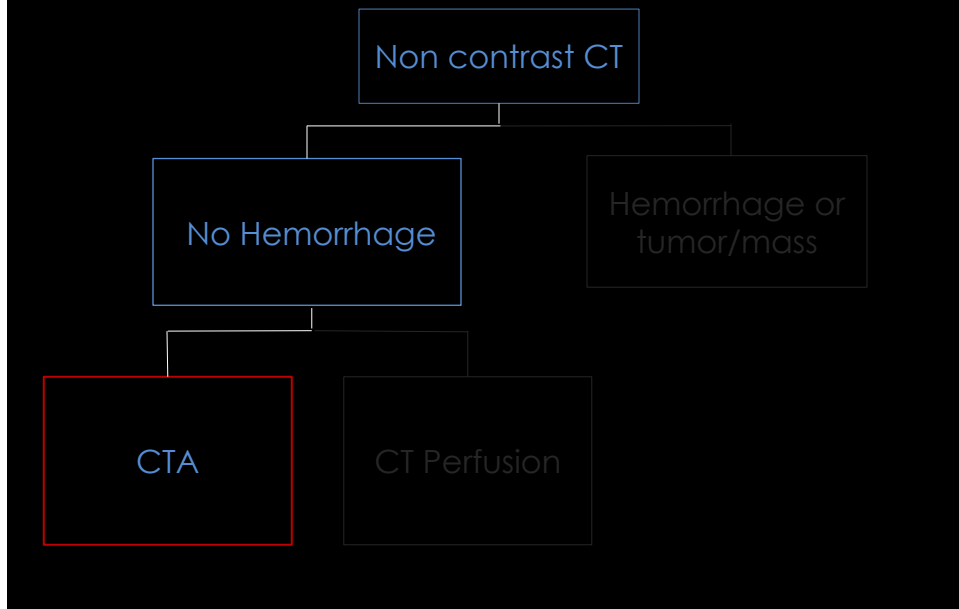 Non contrast CT
No Hemorrhage
Hemorrhage or
tumor/mass
CTA
CT Perfusion